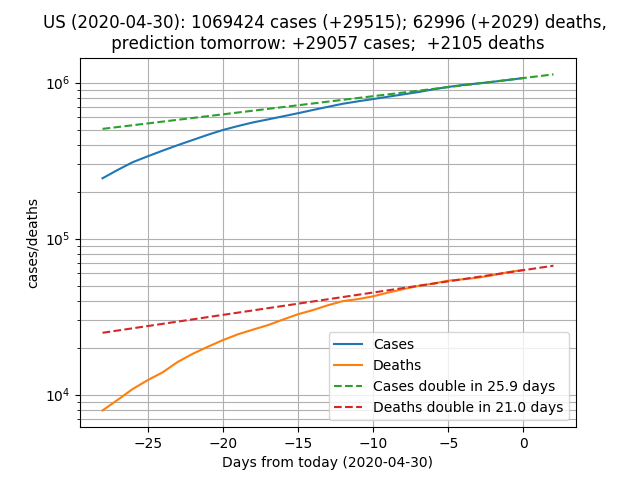 US (2020-04-30): 1069424 cases (+29515); 62996 (+2029) deaths,
prediction tomorrow: +29057 cases;  +2105 deaths
cases/deaths
10^6
10^5
10^4
Cases
Deaths
Cases double in 25.9 days
Deaths double in 21.0 days
−25 −20 −15 −10 −5 0
Days from today (2020-04-30)